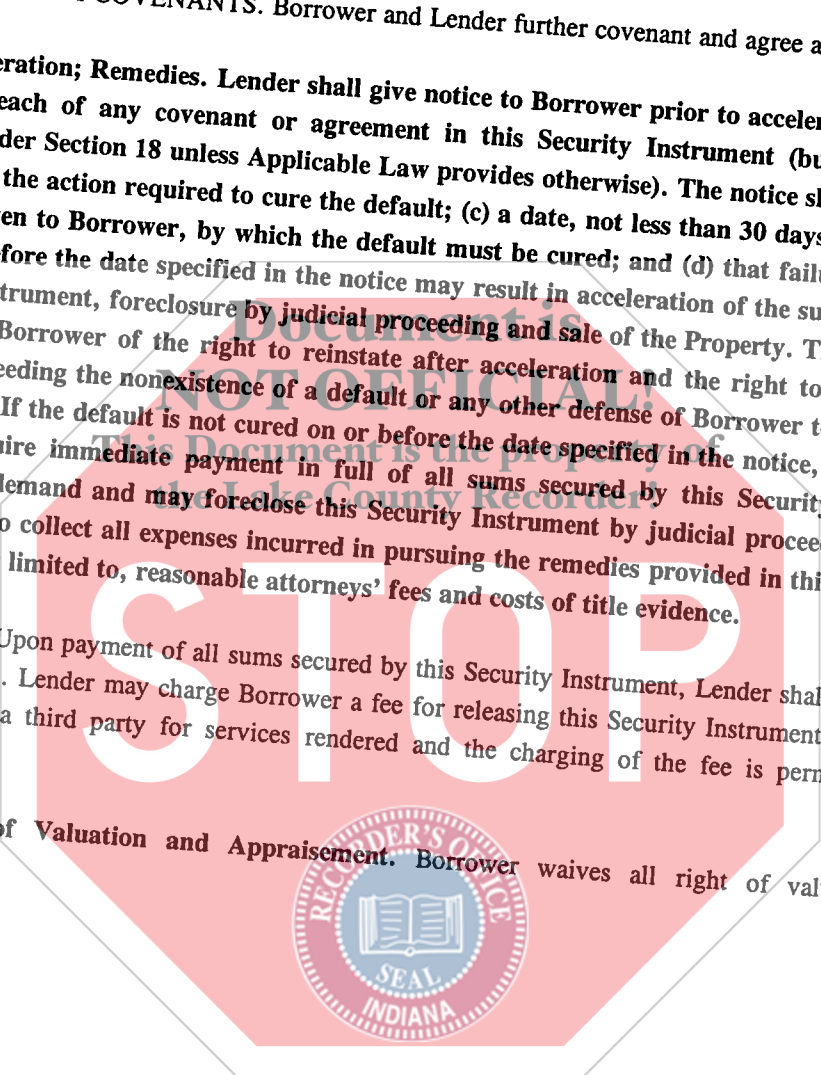 COVENANTS. Borrower and Lender further covenant and agree a
eration; Remedies. Lender shall give notice to Borrower prior to acceler
each of any covenant or agreement in this Security Instrument (bu
der Section 18 unless Applicable Law provides otherwise). The notice sh
the action required to cure the default; (c) a date, not less than 30 days
en to Borrower, by which the default must be cured; and (d) that failu
fore the date specified in the notice may result in acceleration of the su
trument, foreclosure by judicial proceeding and sale of the Property. T
Borrower of the right to reinstate after acceleration and the right to
eeding the nonexistence of a default or any other defense of Borrower t
If the default is not cured on or before the date specified in the notice,
uire immediate payment in full of all sums secured by this Security
demand and may foreclose this Security Instrument by judicial procee
o collect all expenses incurred in pursuing the remedies provided in thi
limited to, reasonable attorneys' fees and costs of title evidence.
Upon payment of all sums secured by this Security Instrument, Lender shal
. Lender may charge Borrower a fee for releasing this Security Instrument
a third party for services rendered and the charging of the fee is perm
of Valuation and Appraisement. Borrower waives all right of val
Document is
NOT OFFICIAL!
This Document is the property of
the Lake County Recorder!
STOP
RECORDER'S OFFICE
SEAL
INDIANA